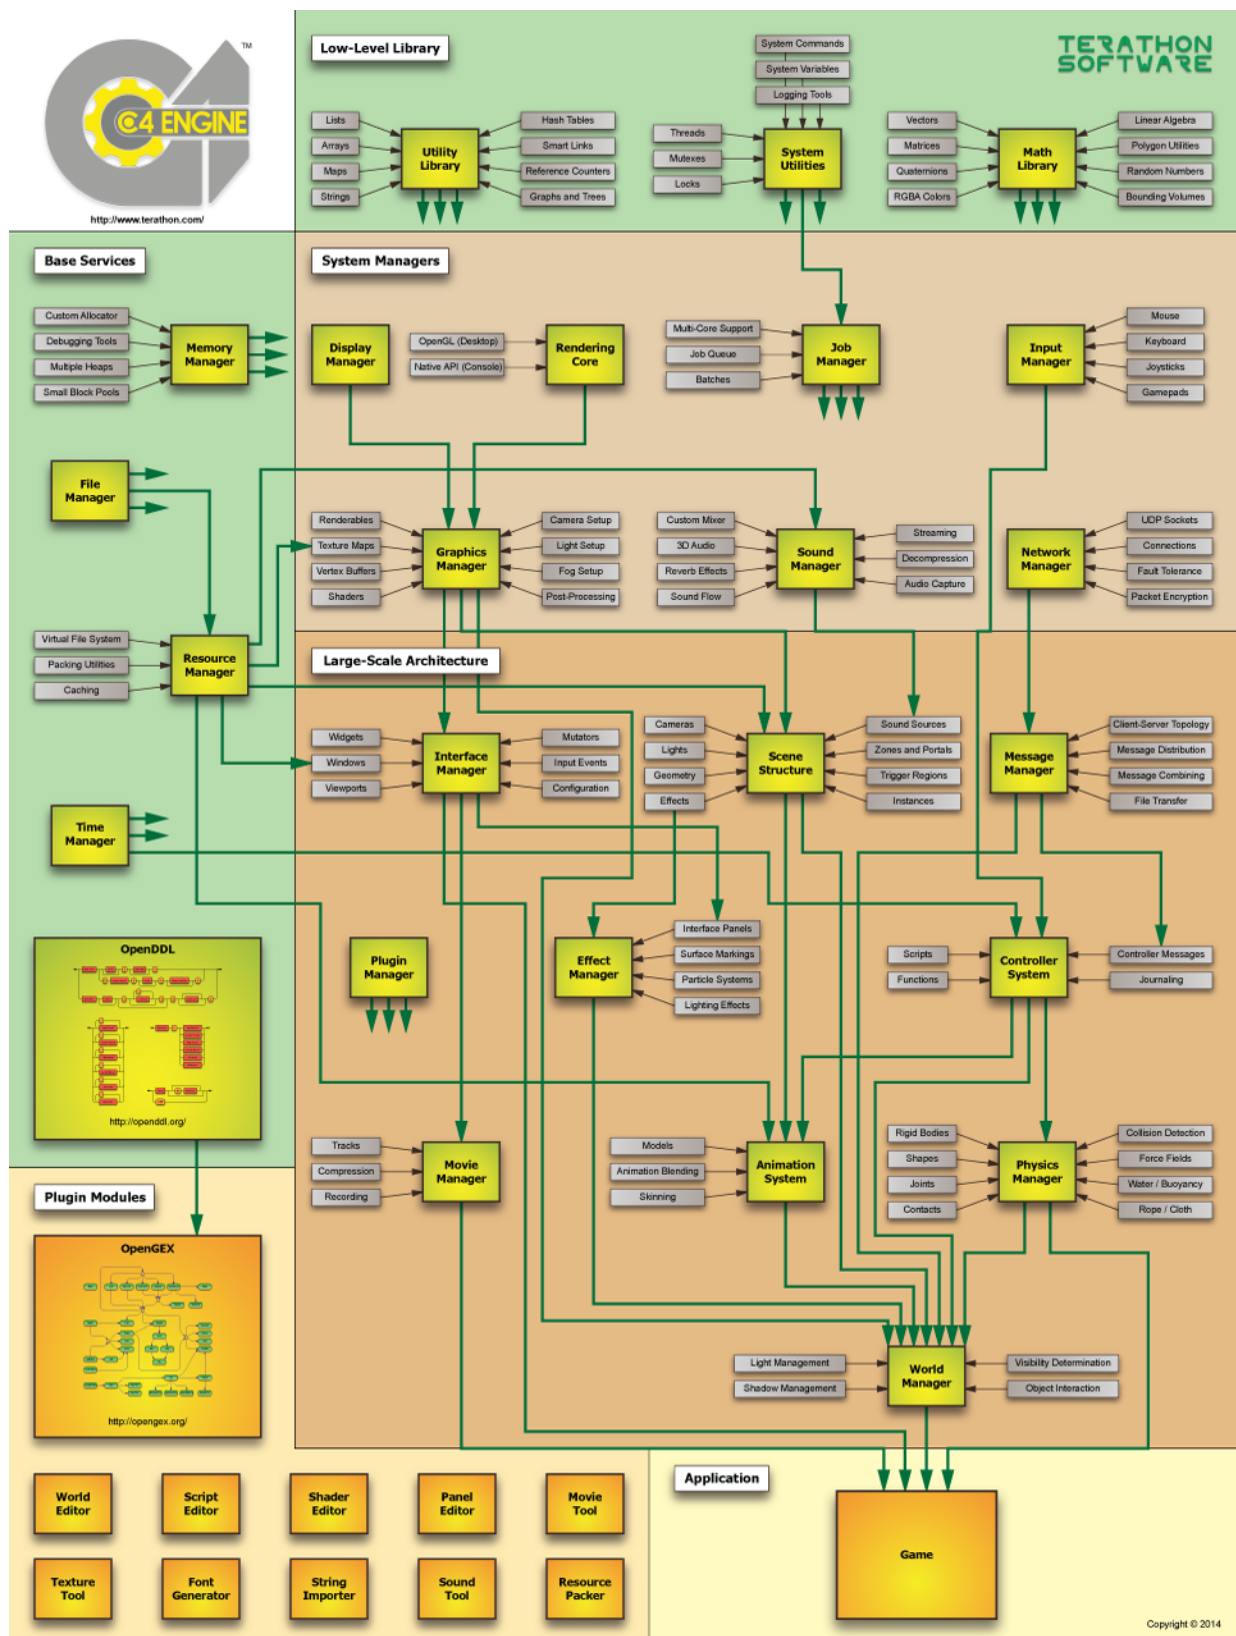 C4 ENGINE
TM
http://www.terathon.com/
Low-Level Library
TERATHON
SOFTWARE
System Commands
System Variables
Logging Tools
Lists
Arrays
Maps
Strings
Utility
Library
Hash Tables
Smart Links
Reference Counters
Graphs and Trees
Threads
Mutexes
Locks
System
Utilities
Vectors
Matrices
Quaternions
RGBA Colors
Math
Library
Linear Algebra
Polygon Utilities
Random Numbers
Bounding Volumes
Base Services
Custom Allocator
Debugging Tools
Multiple Heaps
Small Block Pools
Memory
Manager
File
Manager
Virtual File System
Packing Utilities
Caching
Resource
Manager
Time
Manager
OpenDDL
http://openddl.org/
System Managers
Display
Manager
OpenGL (Desktop)
Native API (Console)
Rendering
Core
Multi-Core Support
Job Queue
Batches
Job
Manager
Input
Manager
Mouse
Keyboard
Joysticks
Gamepads
Renderables
Texture Maps
Vertex Buffers
Shaders
Graphics
Manager
Camera Setup
Light Setup
Fog Setup
Post-Processing
Custom Mixer
3D Audio
Reverb Effects
Sound Flow
Sound
Manager
Streaming
Decompression
Audio Capture
Network
Manager
UDP Sockets
Connections
Fault Tolerance
Packet Encryption
Large-Scale Architecture
Widgets
Windows
Viewports
Interface
Manager
Mutators
Input Events
Configuration
Cameras
Lights
Geometry
Effects
Scene
Structure
Sound Sources
Zones and Portals
Trigger Regions
Instances
Message
Manager
Client-Server Topology
Message Distribution
Message Combining
File Transfer
Plugin
Manager
Effect
Manager
Interface Panels
Surface Markings
Particle Systems
Lighting Effects
Scripts
Functions
Controller
System
Controller Messages
Journaling
Tracks
Compression
Recording
Movie
Manager
Models
Animation Blending
Skinning
Animation
System
Rigid Bodies
Shapes
Joints
Contacts
Physics
Manager
Collision Detection
Force Fields
Water / Buoyancy
Rope / Cloth
Light Management
Shadow Management
World
Manager
Visibility Determination
Object Interaction
Plugin Modules
OpenGEX
http://opengex.org/
World
Editor
Script
Editor
Shader
Editor
Panel
Editor
Movie
Tool
Texture
Tool
Font
Generator
String
Importer
Sound
Tool
Resource
Packer
Application
Game
Copyright © 2014